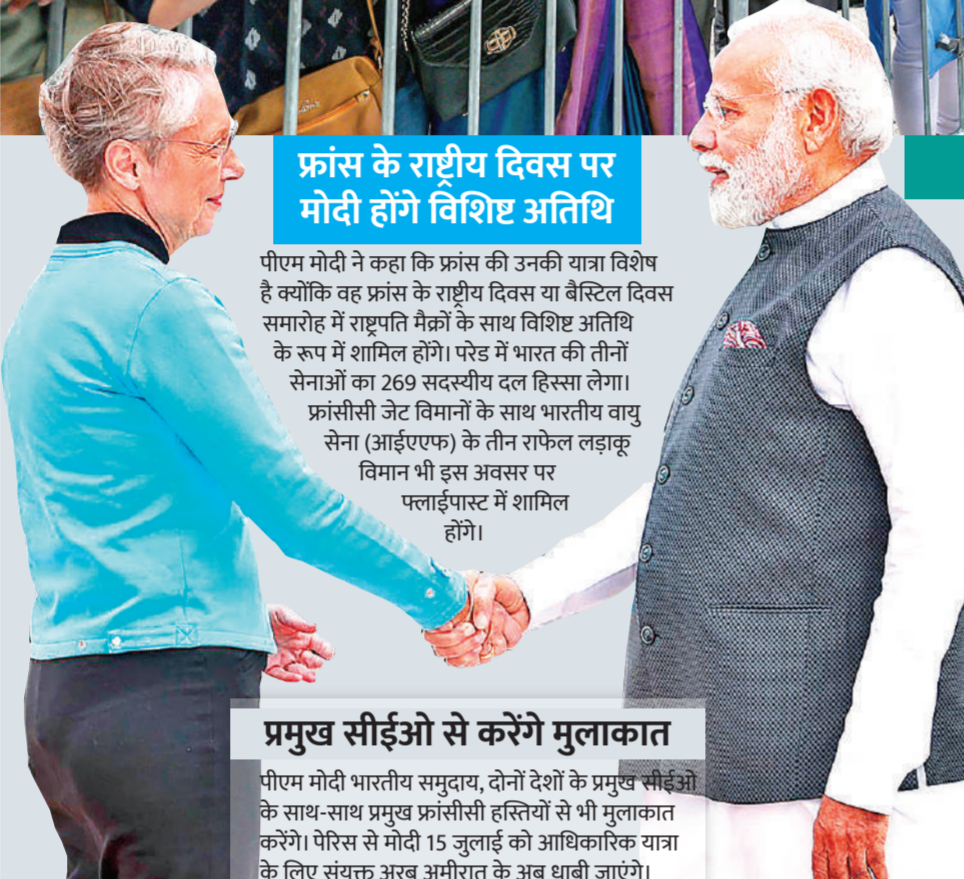 फ्रांस के राष्ट्रीय दिवस पर
मोदी होंगे विशिष्ट अतिथि
पीएम मोदी ने कहा कि फ्रांस की उनकी यात्रा विशेष
है क्योंकि वह फ्रांस के राष्ट्रीय दिवस या बैस्टिल दिवस
समारोह में राष्ट्रपति मैक्रों के साथ विशिष्ट अतिथि
के रूप में शामिल होंगे। परेड में भारत की तीनों
सेनाओं का 269 सदस्यीय दल हिस्सा लेगा।
फ्रांसीसी जेट विमानों के साथ भारतीय वायु
सेना (आईएएफ) के तीन राफेल लड़ाकू
विमान भी इस अवसर पर
फ्लाईपास्ट में शामिल
होंगे।
प्रमुख सीईओ से करेंगे मुलाकात
पीएम मोदी भारतीय समुदाय, दोनों देशों के प्रमुख सीईओ
के साथ-साथ प्रमुख फ्रांसीसी हस्तियों से भी मुलाकात
करेंगे। पेरिस से मोदी 15 जुलाई को आधिकारिक यात्रा
के लिए संयुक्त अरब अमीरात के अबू धाबी जाएंगे।